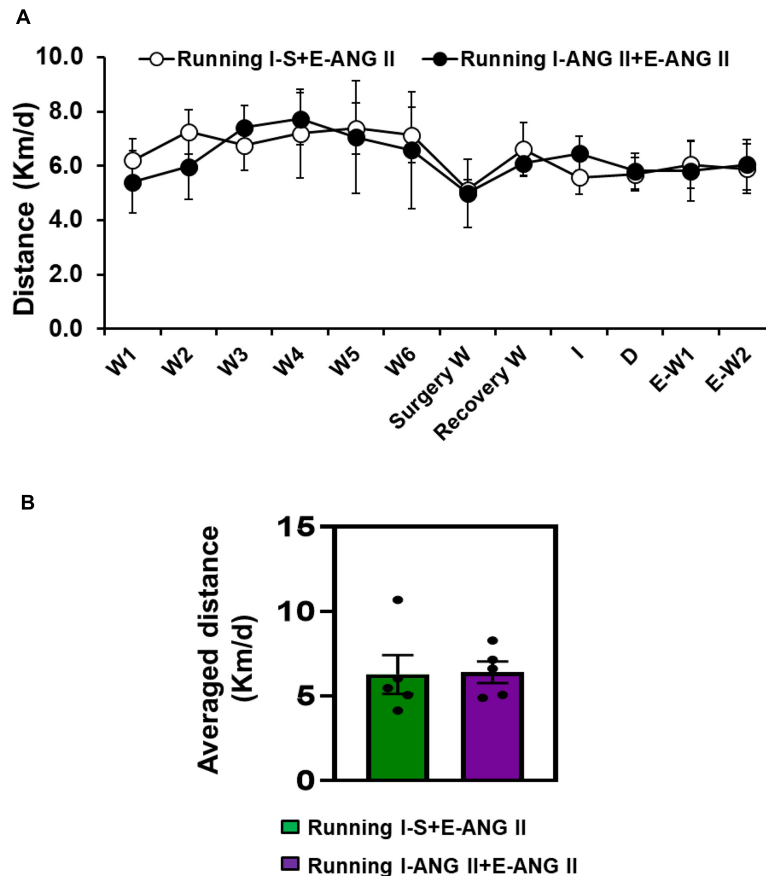 A
10.0
Running I-S+E-ANG II
Running I-ANG II+E-ANG II
8.0
6.0
4.0
2.0
0.0
Distance (Km/d)
W1
W2
W3
W4
W5
W6
Surgery W
Recovery W
I
D
E-W1
E-W2
B
15
10
5
0
Averaged distance
(Km/d)
Running I-S+E-ANG II
Running I-ANG II+E-ANG II